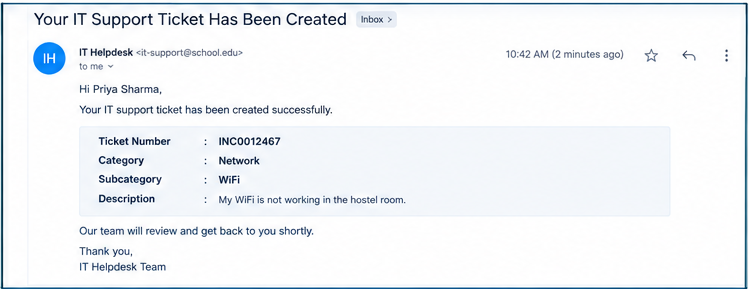 Your IT Support Ticket Has Been Created Inbox >
IH IT Helpdesk <it-support@school.edu> 10:42 AM (2 minutes ago)
to me
Hi Priya Sharma,
Your IT support ticket has been created successfully.
Ticket Number : INC0012467
Category : Network
Subcategory : WiFi
Description : My WiFi is not working in the hostel room.
Our team will review and get back to you shortly.
Thank you,
IT Helpdesk Team